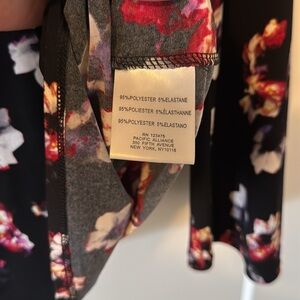 95%POLYESTER 5%ELASTANE
95%POLYESTER 5%ÉLASTHANNE
95%POLYESTER 5%ELASTANO
RN 123475
PACIFIC ALLIANCE
350 FIFTH AVENUE
NEW YORK, NY10118